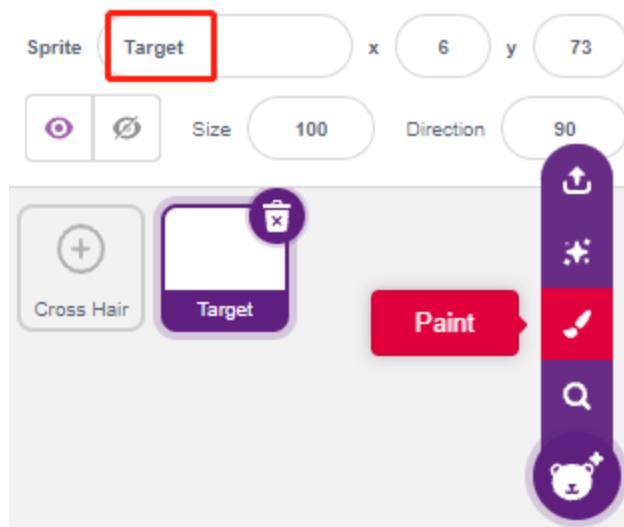 Sprite Target x 6 y 73
Size 100 Direction 90
Cross Hair
Target
Paint